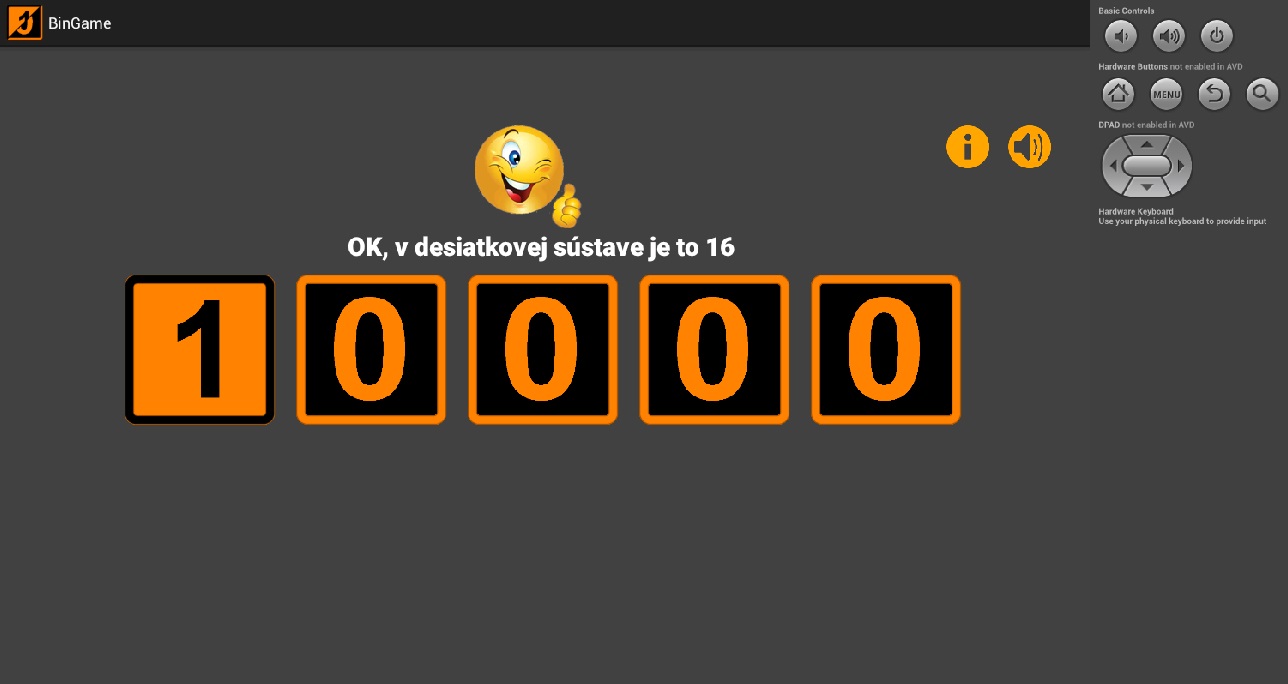 BinGame
OK, v desiatkovej sústave je to 16
1 0 0 0 0
Basic Controls
Hardware Buttons not enabled in AVD
MENU
DPAD not enabled in AVD
Hardware Keyboard
Use your physical keyboard to provide input